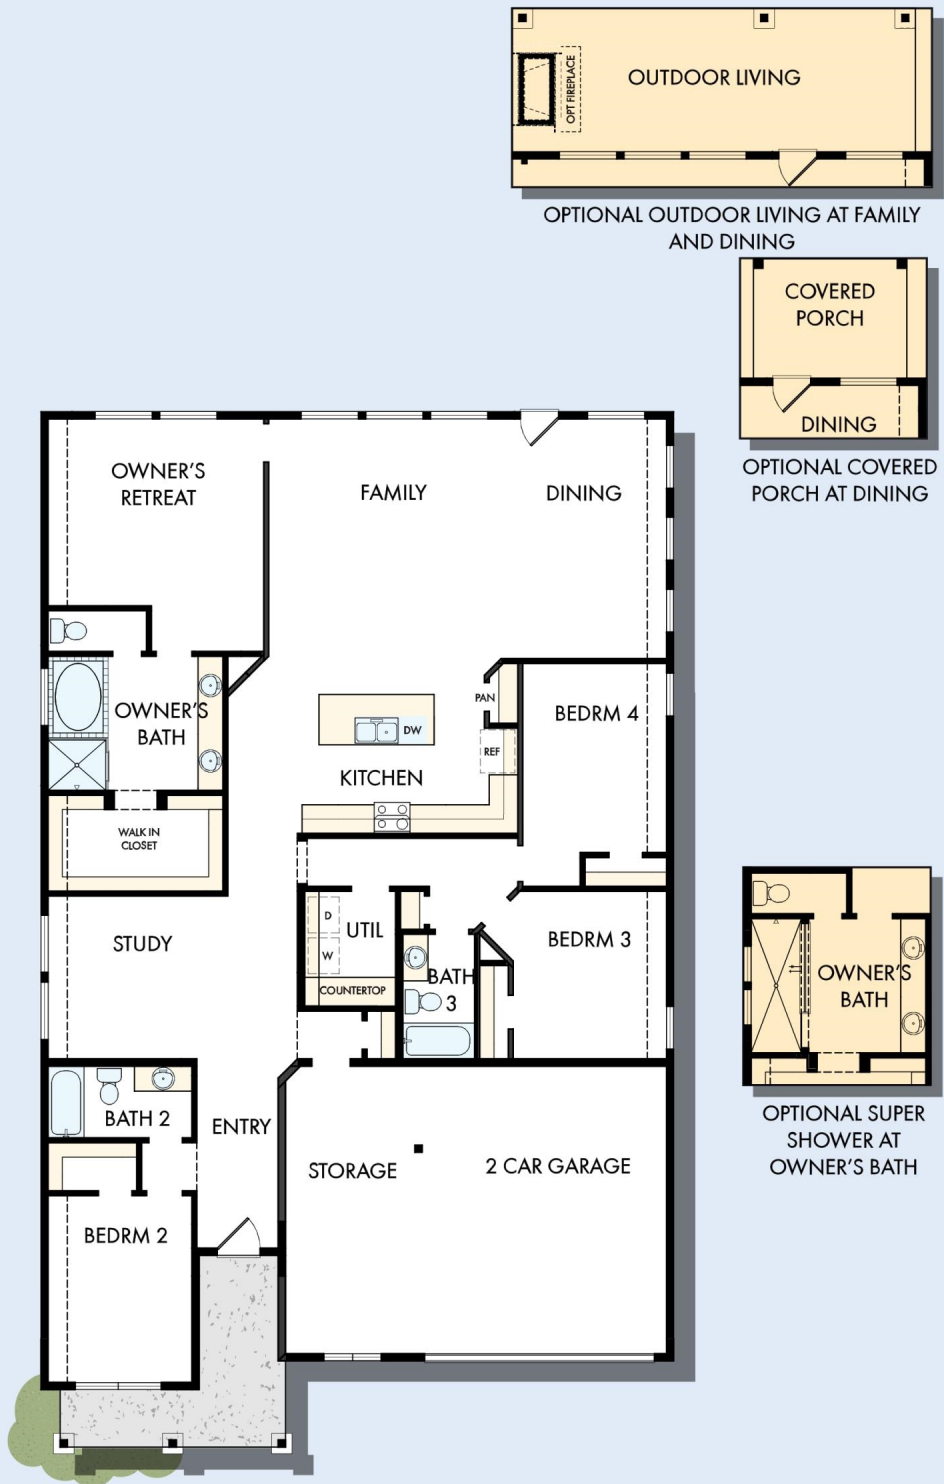 OUTDOOR LIVING
OPT FIREPLACE
OPTIONAL OUTDOOR LIVING AT FAMILY
AND DINING
COVERED
PORCH
DINING
OPTIONAL COVERED
PORCH AT DINING
OWNER'S
RETREAT
FAMILY
DINING
OWNER'S
BATH
PAN
DW
REF
KITCHEN
BEDRM 4
WALK IN
CLOSET
STUDY
D
W
UTIL
COUNTERTOP
BATH
3
BEDRM 3
OWNER'S
BATH
OPTIONAL SUPER
SHOWER AT
OWNER'S BATH
BATH 2
ENTRY
STORAGE
2 CAR GARAGE
BEDRM 2